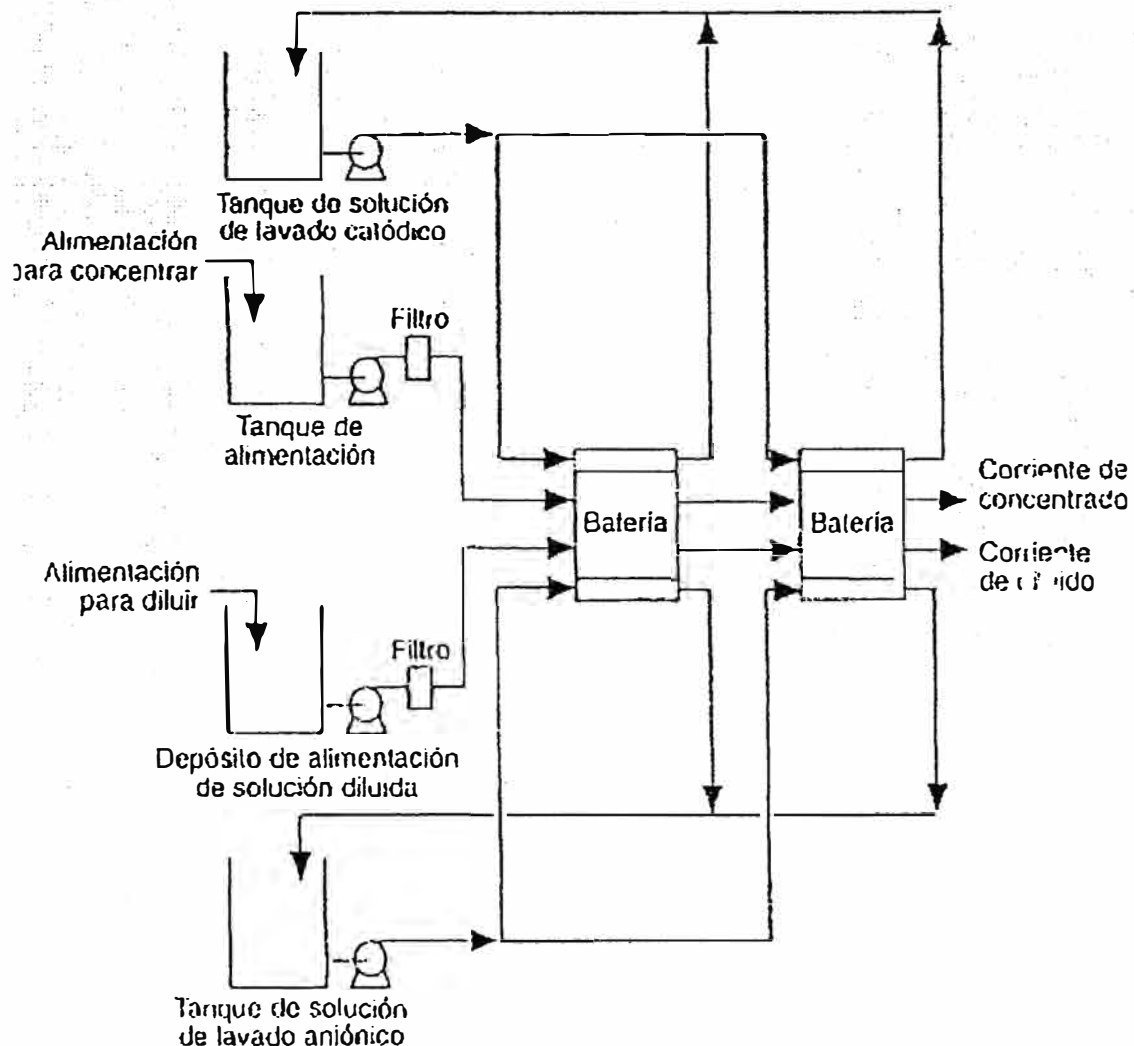 Tanque de solución
de lavado catódico
Alimentación
para concentrar
Filtro
Tanque de
alimentación
Batería
Batería
Corriente de
concentrado
Corriente
Alimentación
para diluir
Filtro
Depósito de alimentación
de solución diluida
Tanque de solución
de lavado aniónico